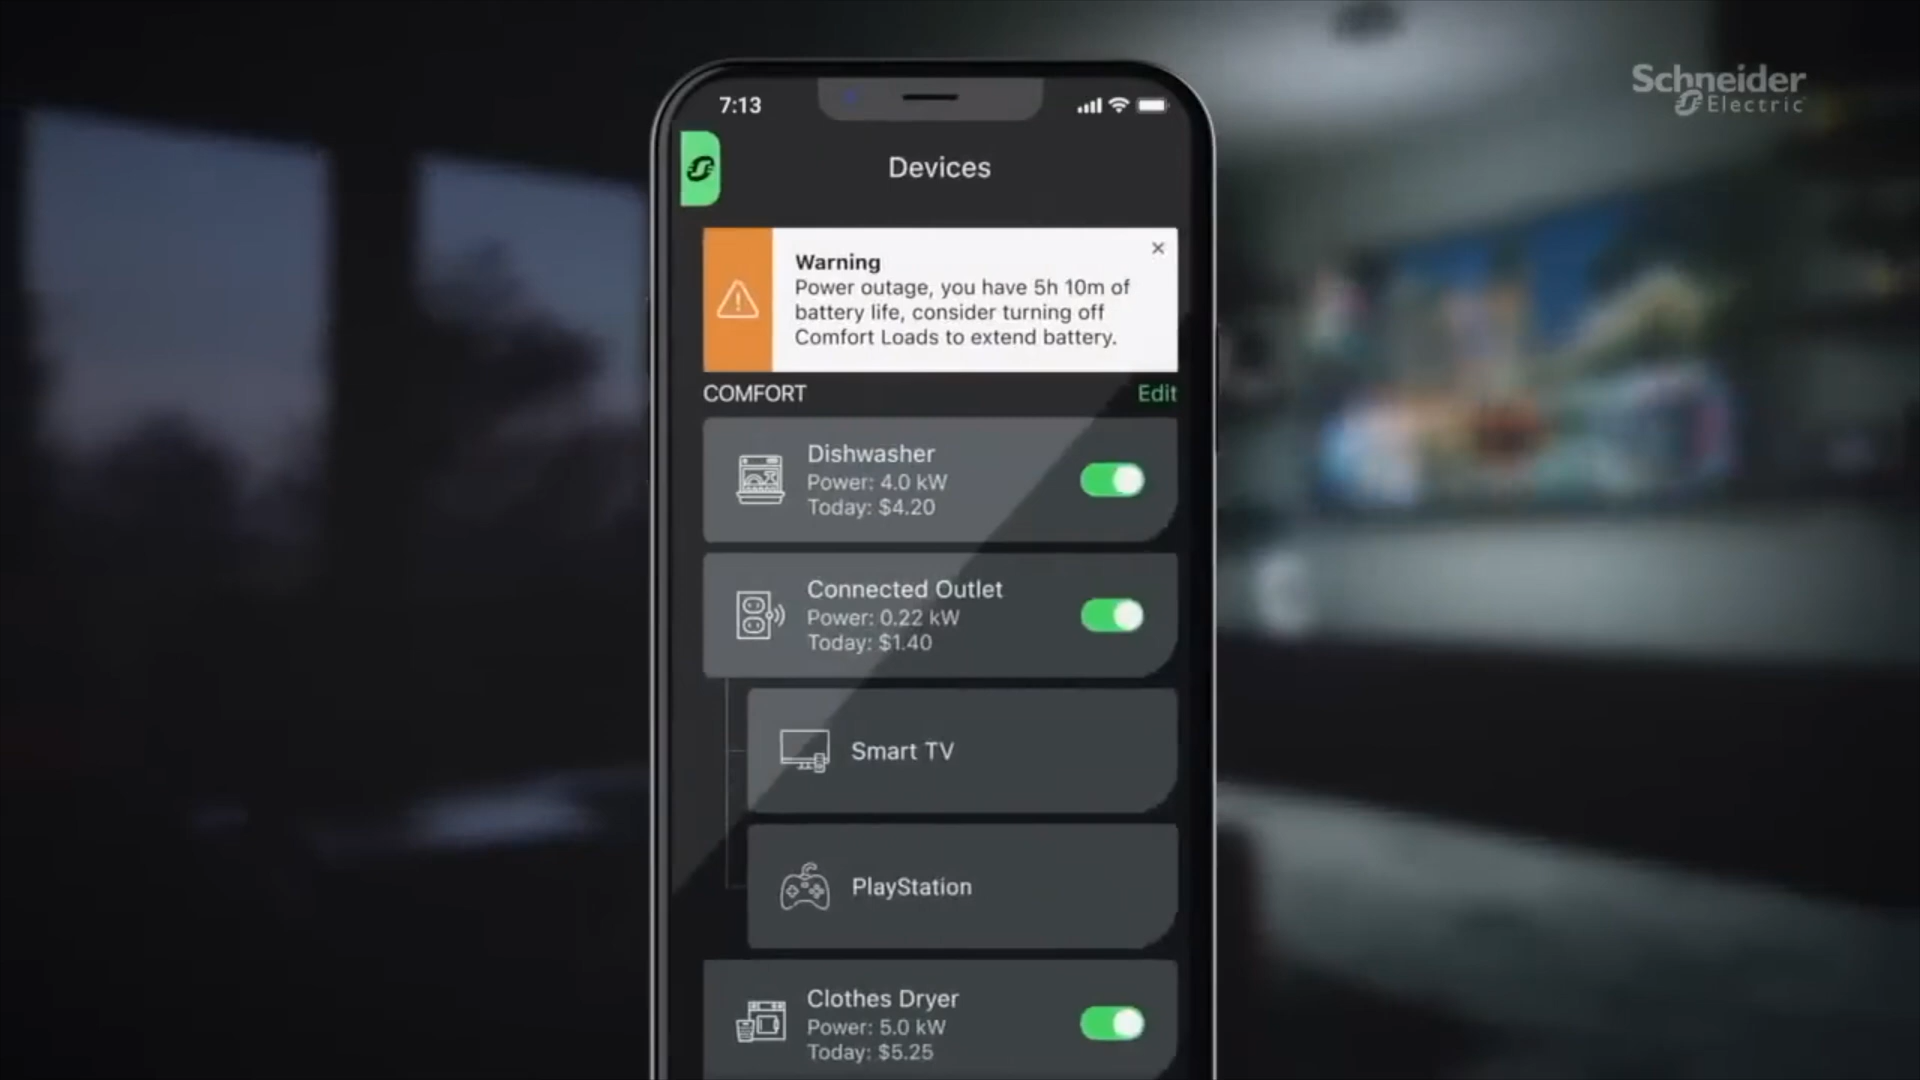 7:13
Schneider
Electric
Devices
Warning
Power outage, you have 5h 10m of
battery life, consider turning off
Comfort Loads to extend battery.
COMFORT
Edit
Dishwasher
Power: 4.0 kW
Today: $4.20
Connected Outlet
Power: 0.22 kW
Today: $1.40
Smart TV
PlayStation
Clothes Dryer
Power: 5.0 kW
Today: $5.25